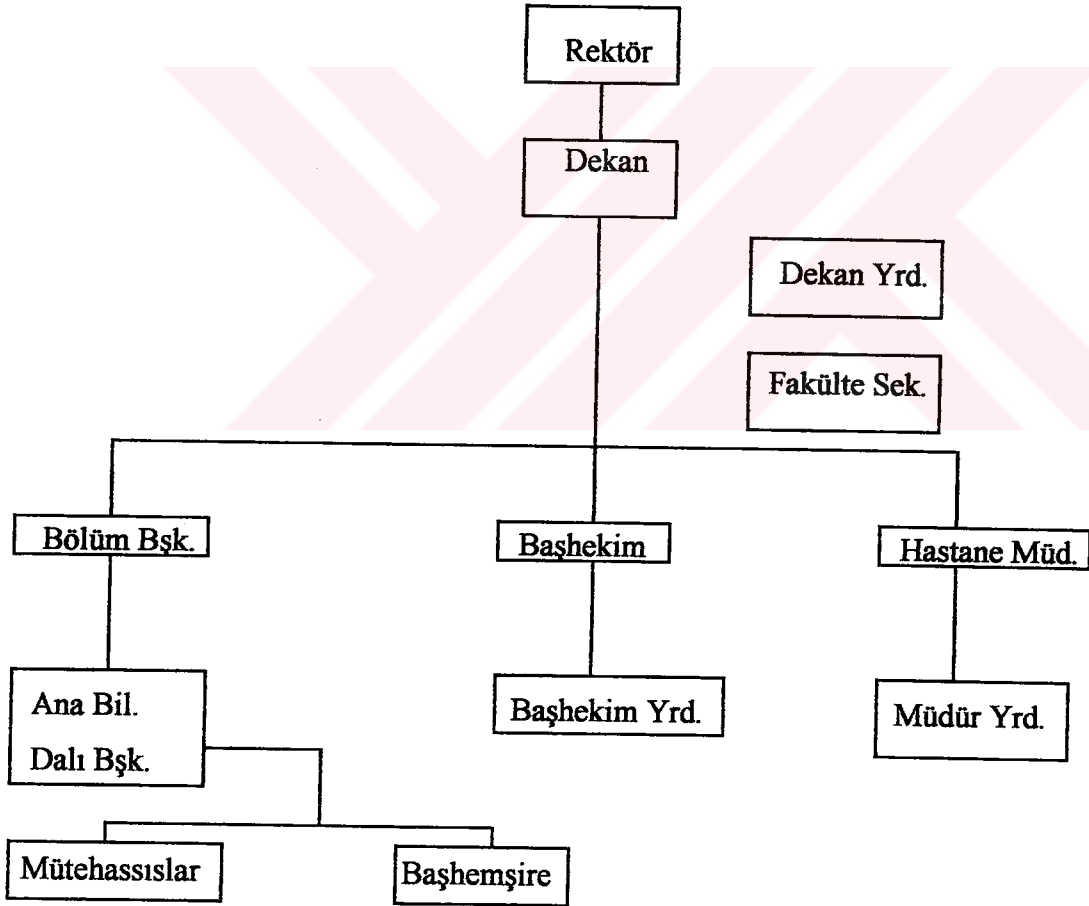 Rektör
Dekan
Dekan Yrd.
Fakülte Sek.
Bölüm Bşk.
Başhekim
Hastane Müd.
Ana Bil.
Dalı Bşk.
Başhekim Yrd.
Müdür Yrd.
Mütehassıslar
Başhemşire